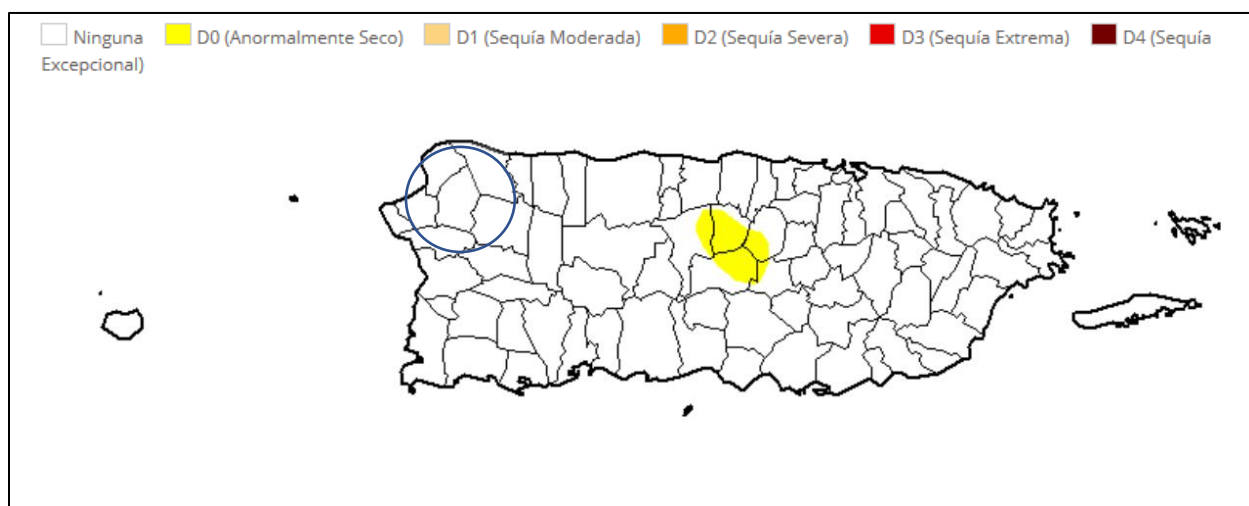 Ninguna D0 (Anormalmente Seco) D1 (Sequía Moderada) D2 (Sequía Severa) D3 (Sequía Extrema) D4 (Sequía
Excepcional)